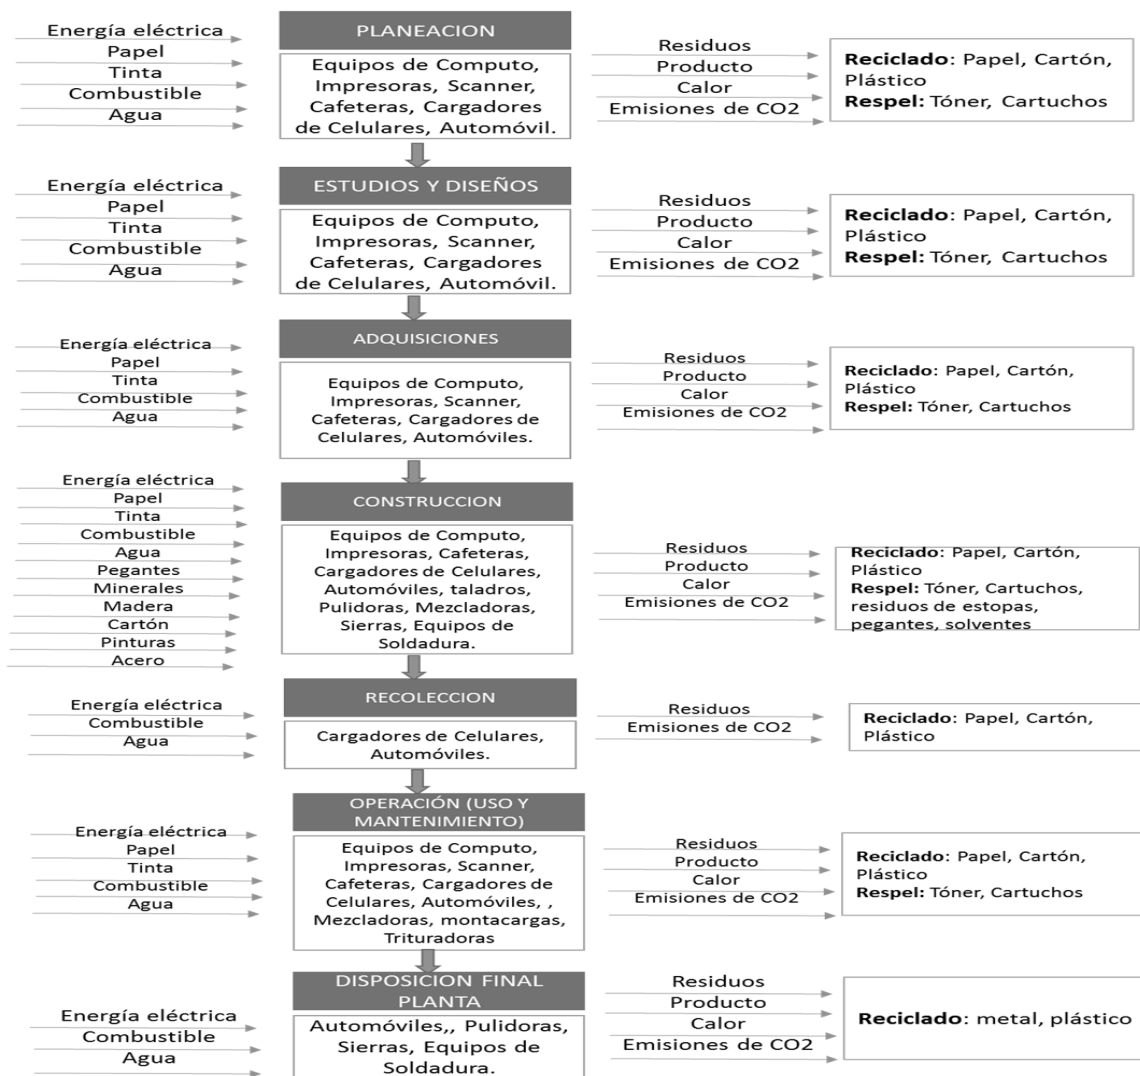 Energía eléctrica
Papel
Tinta
Combustible
Agua
PLANEACION
Equipos de Computo,
Impresoras, Scanner,
Cafeteras, Cargadores
de Celulares, Automóvil.
Residuos
Producto
Calor
Emisiones de CO2
Reciclado: Papel, Cartón,
Plástico
Respel: Tóner, Cartuchos
Energía eléctrica
Papel
Tinta
Combustible
Agua
ESTUDIOS Y DISEÑOS
Equipos de Computo,
Impresoras, Scanner,
Cafeteras, Cargadores
de Celulares, Automóvil.
Residuos
Producto
Calor
Emisiones de CO2
Reciclado: Papel, Cartón,
Plástico
Respel: Tóner, Cartuchos
Energía eléctrica
Papel
Tinta
Combustible
Agua
ADQUISICIONES
Equipos de Computo,
Impresoras, Scanner,
Cafeteras, Cargadores de
Celulares, Automóviles.
Residuos
Producto
Calor
Emisiones de CO2
Reciclado: Papel, Cartón,
Plástico
Respel: Tóner, Cartuchos
Energía eléctrica
Papel
Tinta
Combustible
Agua
Pegantes
Minerales
Madera
Cartón
Pinturas
Acero
CONSTRUCCION
Equipos de Computo,
Impresoras, Cafeteras,
Cargadores de Celulares,
Automóviles, taladros,
Pulidoras, Mezcladoras,
Sierras, Equipos de
Soldadura.
Residuos
Producto
Calor
Emisiones de CO2
Reciclado: Papel, Cartón,
Plástico
Respel: Tóner, Cartuchos,
residuos de estopas,
pegantes, solventes
Energía eléctrica
Combustible
Agua
RECOLECCION
Cargadores de Celulares,
Automóviles.
Residuos
Emisiones de CO2
Reciclado: Papel, Cartón,
Plástico
Energía eléctrica
Papel
Tinta
Combustible
Agua
OPERACIÓN (USO Y
MANTENIMIENTO)
Equipos de Computo,
Impresoras, Scanner,
Cafeteras, Cargadores de
Celulares, Automóviles, ,
Mezcladoras, montacargas,
Trituradoras
Residuos
Producto
Calor
Emisiones de CO2
Reciclado: Papel, Cartón,
Plástico
Respel: Tóner, Cartuchos
Energía eléctrica
Combustible
Agua
DISPOSICION FINAL
PLANTA
Automóviles,, Pulidoras,
Sierras, Equipos de
Soldadura.
Residuos
Producto
Calor
Emisiones de CO2
Reciclado: metal, plástico